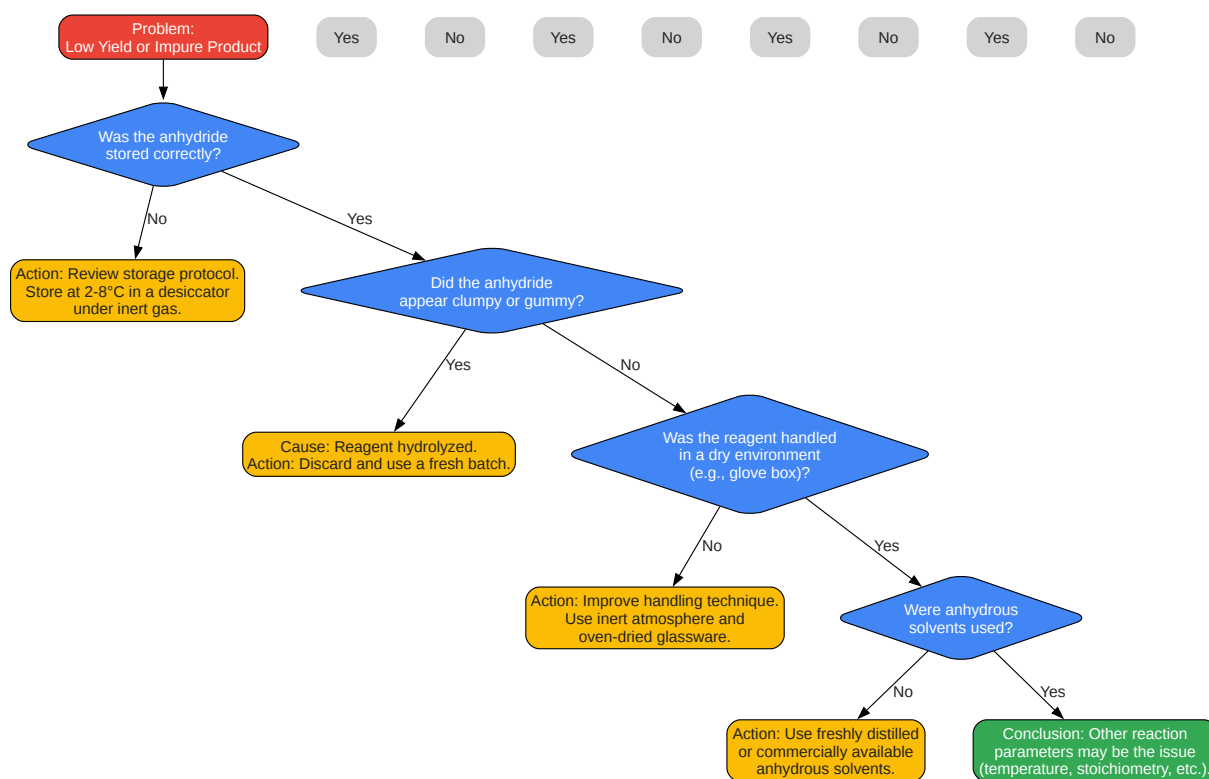 Problem:
Low Yield or Impure Product
Yes
No
Yes
No
Yes
No
Yes
No
Was the anhydride
stored correctly?
No
Yes
Action: Review storage protocol.
Store at 2-8°C in a desiccator
under inert gas.
Did the anhydride
appear clumpy or gummy?
Yes
No
Cause: Reagent hydrolyzed.
Action: Discard and use a fresh batch.
Was the reagent handled
in a dry environment
(e.g., glove box)?
No
Yes
Action: Improve handling technique.
Use inert atmosphere and
oven-dried glassware.
Were anhydrous
solvents used?
No
Yes
Action: Use freshly distilled
or commercially available
anhydrous solvents.
Conclusion: Other reaction
parameters may be the issue
(temperature, stoichiometry, etc.).